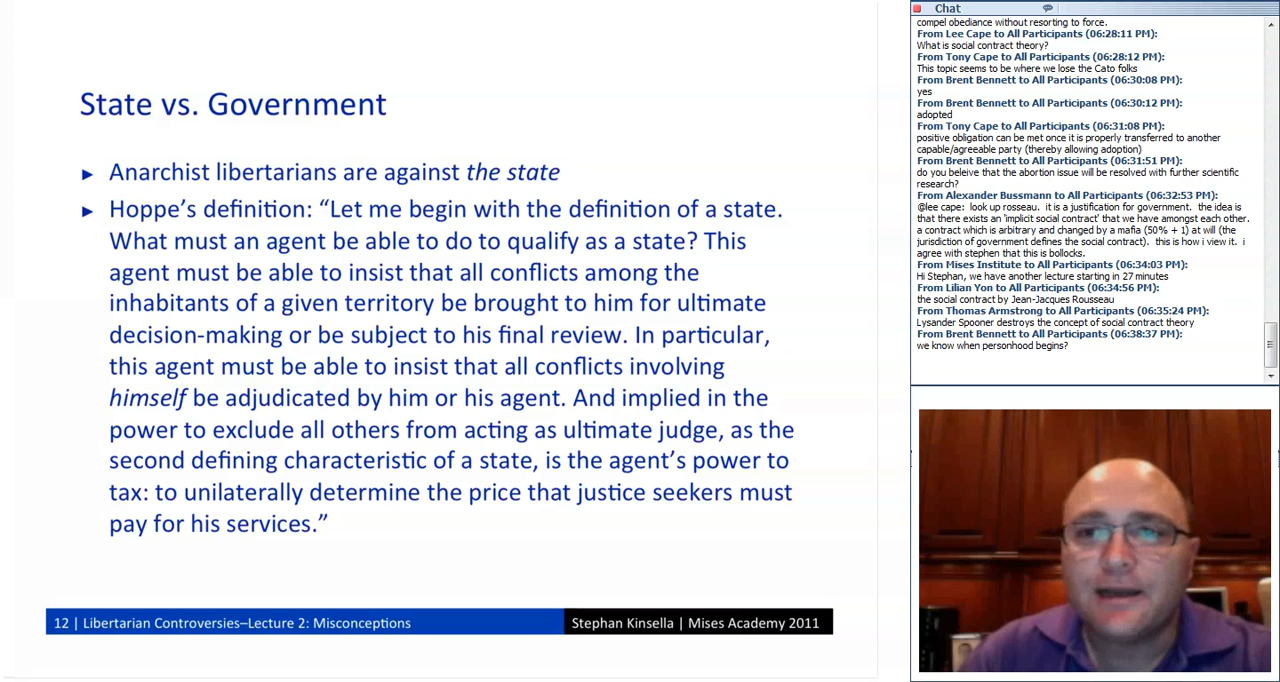 State vs. Government
► Anarchist libertarians are against the state
► Hoppe's definition: “Let me begin with the definition of a state.
What must an agent be able to do to qualify as a state? This
agent must be able to insist that all conflicts among the
inhabitants of a given territory be brought to him for ultimate
decision-making or be subject to his final review. In particular,
this agent must be able to insist that all conflicts involving
himself be adjudicated by him or his agent. And implied in the
power to exclude all others from acting as ultimate judge, as the
second defining characteristic of a state, is the agent's power to
tax: to unilaterally determine the price that justice seekers must
pay for his services.”
12 | Libertarian Controversies–Lecture 2: Misconceptions
Stephan Kinsella | Mises Academy 2011
Chat
compel obediance without resorting to force.
From Lee Cape to All Participants (06:28:11 PM):
What is social contract theory?
From Tony Cape to All Participants (06:28:12 PM):
This topic seems to be where we lose the Cato folks
From Brent Bennett to All Participants (06:30:08 PM):
yes
From Brent Bennett to All Participants (06:30:12 PM):
adopted
From Tony Cape to All Participants (06:31:08 PM):
positive obligation can be met once it is properly transferred to another
capable/agreeable party (thereby allowing adoption)
From Brent Bennett to All Participants (06:31:51 PM):
do you beleive that the abortion issue will be resolved with further scientific
research?
From Alexander Bussmann to All Participants (06:32:53 PM):
@lee cape: look up rosseau. it is a justification for government. the idea is
that there exists an 'implicit social contract' that we have amongst each other.
a contract which is arbitrary and changed by a mafia (50% + 1) at will (the
jurisdiction of government defines the social contract). this is how i view it. i
agree with stephen that this is bollocks.
From Mises Institute to All Participants (06:34:03 PM):
Hi Stephan, we have another lecture starting in 27 minutes
From Lilian Yon to All Participants (06:34:56 PM):
the social contract by Jean-Jacques Rousseau
From Thomas Armstrong to All Participants (06:35:24 PM):
Lysander Spooner destroys the concept of social contract theory
From Brent Bennett to All Participants (06:38:37 PM):
we know when personhood begins?